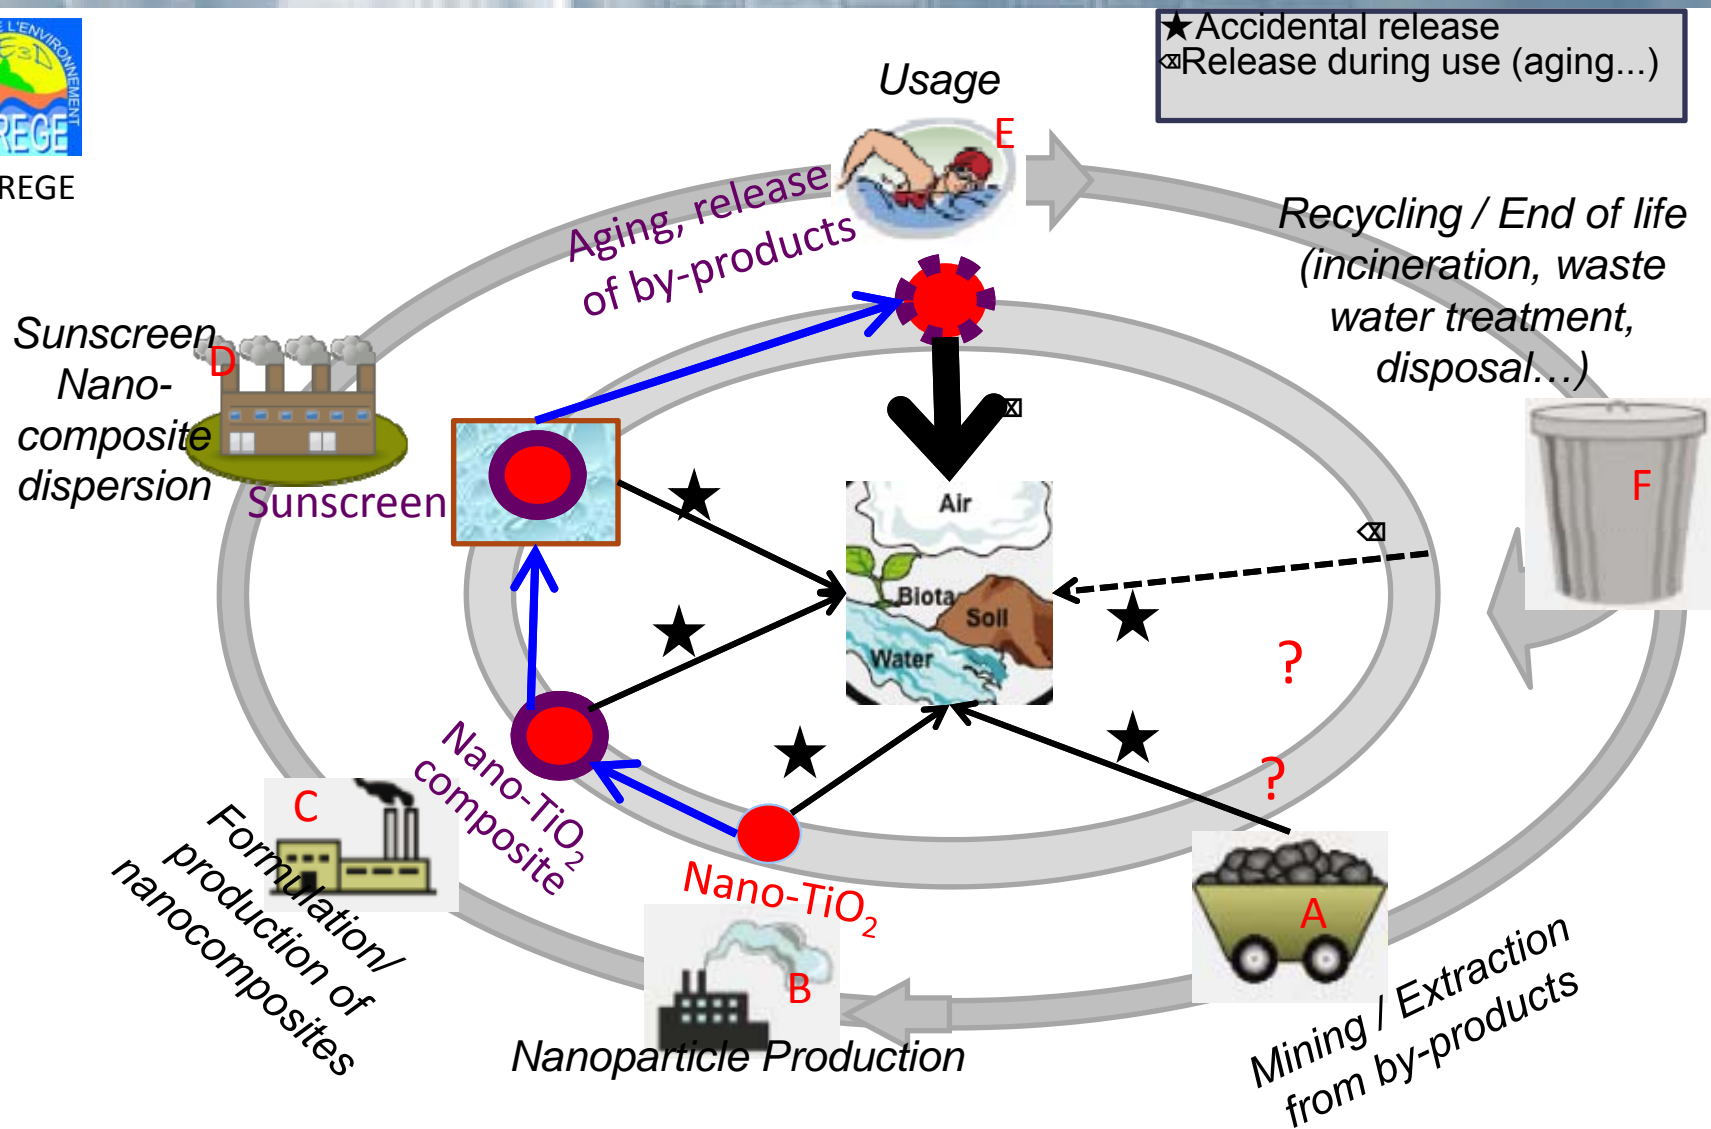 L'ENVIRONNEMENT
REGE
REGE
★Accidental release
⌫Release during use (aging...)
Usage
E
Aging, release
of by-products
Recycling / End of life
(incineration, waste
water treatment,
disposal...)
Sunscreen
Nano-
composite
dispersion
D
Sunscreen
F
Air
Biota
Soil
Water
?
?
Nano-TiO2
composite
C
Formulation/
production of
nanocomposites
Nano-TiO2
B
Nanoparticle Production
A
Mining / Extraction
from by-products